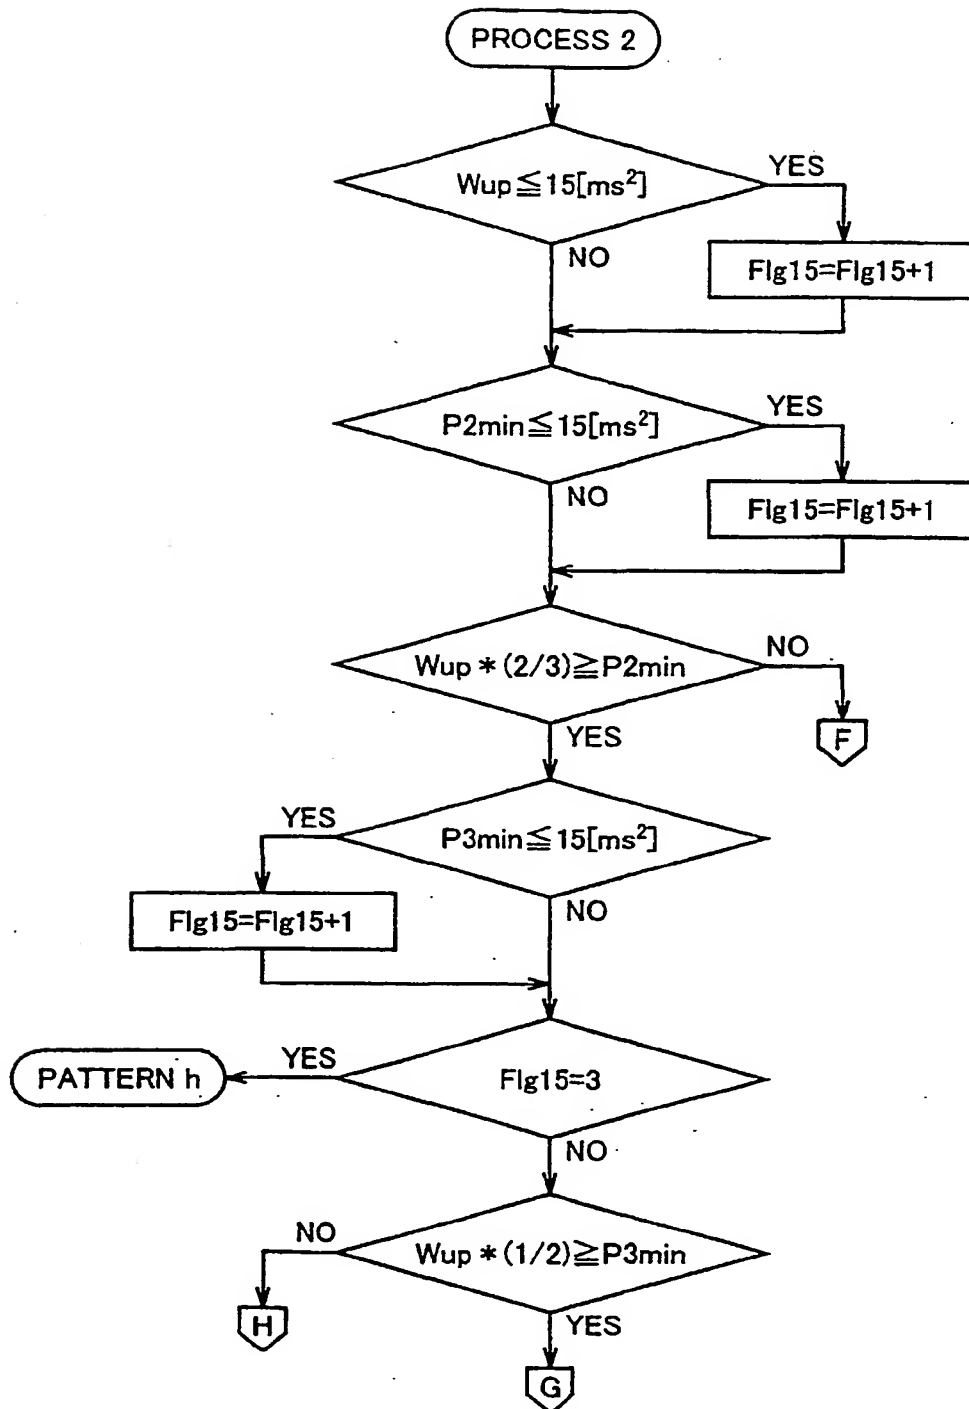 PROCESS 2
Wup≦15[ms²]
YES
NO
Flg15=Flg15+1
P2min≦15[ms²]
YES
NO
Flg15=Flg15+1
Wup*(2/3)≧P2min
NO
F
YES
P3min≦15[ms²]
YES
Flg15=Flg15+1
NO
Flg15=3
YES
PATTERN h
NO
Wup*(1/2)≧P3min
NO
H
YES
G